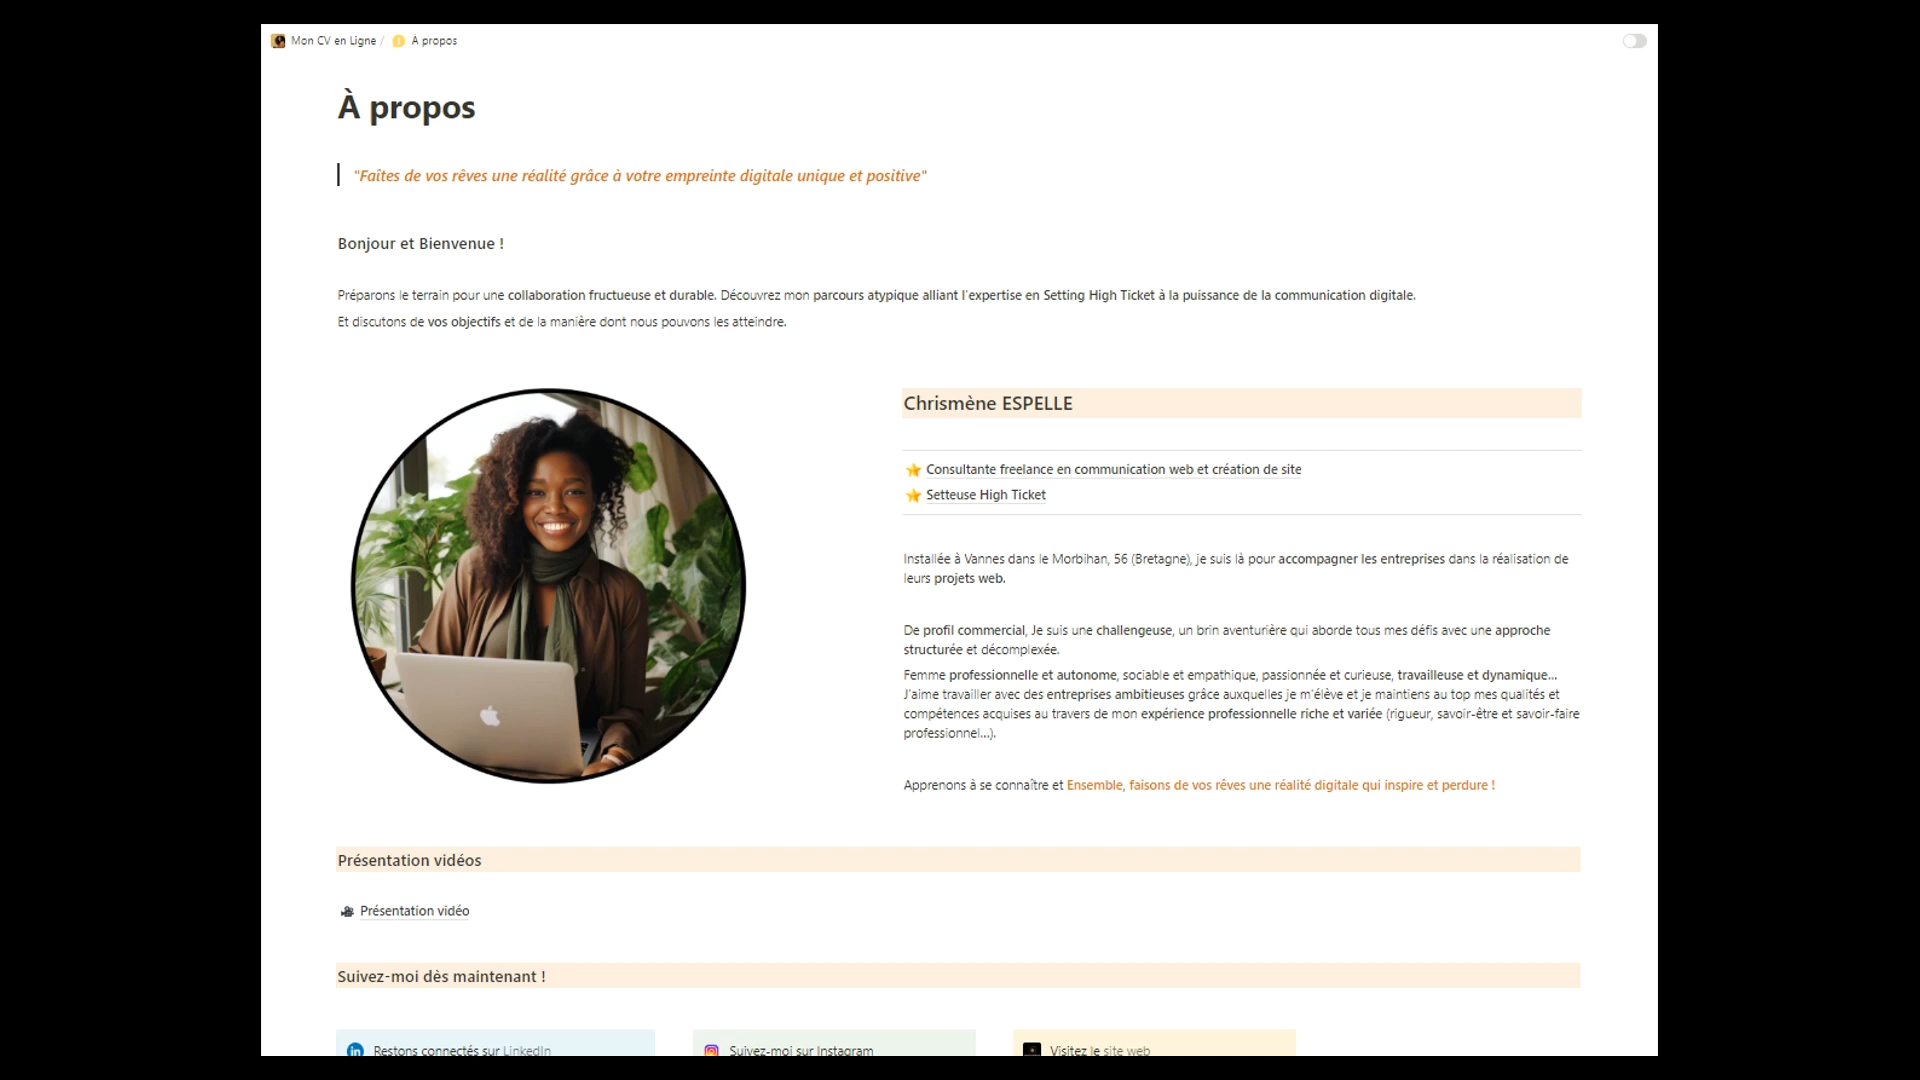 Mon CV en Ligne / À propos
À propos
"Faîtes de vos rêves une réalité grâce à votre empreinte digitale unique et positive"
Bonjour et Bienvenue !
Préparons le terrain pour une collaboration fructueuse et durable. Découvrez mon parcours atypique alliant l'expertise en Setting High Ticket à la puissance de la communication digitale.
Et discutons de vos objectifs et de la manière dont nous pouvons les atteindre.
Chrismène ESPELLE
Consultante freelance en communication web et création de site
Setteuse High Ticket
Installée à Vannes dans le Morbihan, 56 (Bretagne), je suis là pour accompagner les entreprises dans la réalisation de
leurs projets web.
De profil commercial, Je suis une challengeuse, un brin aventurière qui aborde tous mes défis avec une approche
structurée et décomplexée.
Femme professionnelle et autonome, sociable et empathique, passionnée et curieuse, travailleuse et dynamique...
J'aime travailler avec des entreprises ambitieuses grâce auxquelles je m'élève et je maintiens au top mes qualités et
compétences acquises au travers de mon expérience professionnelle riche et variée (rigueur, savoir-être et savoir-faire
professionnel...).
Apprenons à se connaître et Ensemble, faisons de vos rêves une réalité digitale qui inspire et perdure !
Présentation vidéos
Présentation vidéo
Suivez-moi dès maintenant !
Restons connectés sur LinkedIn
Suivez-moi sur Instagram
Visitez le site web